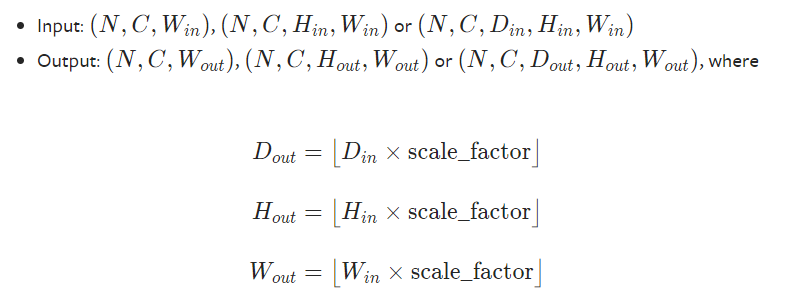 • Input: (N, C, W_in), (N, C, H_in, W_in) or (N, C, D_in, H_in, W_in)
• Output: (N, C, W_out), (N, C, H_out, W_out) or (N, C, D_out, H_out, W_out), where
D_out = ⌊D_in × scale_factor⌋
H_out = ⌊H_in × scale_factor⌋
W_out = ⌊W_in × scale_factor⌋